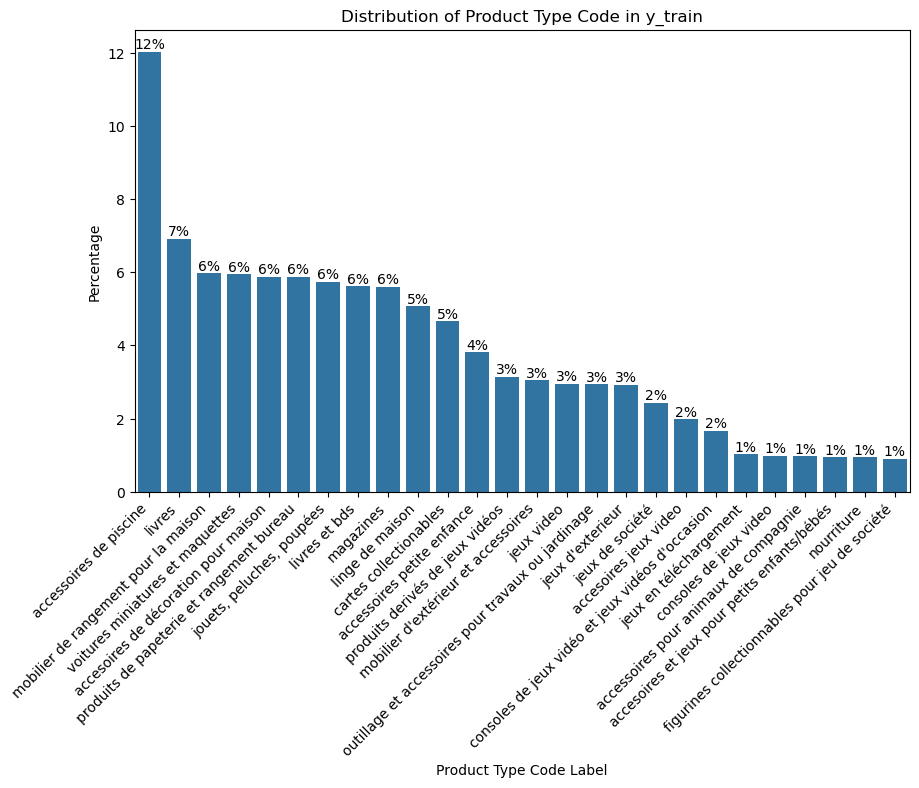 Distribution of Product Type Code in y_train
Percentage
12
10
8
6
4
2
0
12%
7%
6%
6%
6%
6%
6%
6%
6%
5%
5%
4%
3%
3%
3%
3%
3%
2%
2%
2%
1%
1%
1%
1%
1%
1%
accessoires de piscine
livres
mobilier de rangement pour la maison
voitures miniatures et maquettes
accesoires de décoration pour maison
produits de papeterie et rangement bureau
jouets, peluches, poupées
livres et bds
magazines
linge de maison
cartes collectionables
accessoires petite enfance
produits derivés de jeux vidéos
mobilier d'extérieur et accessoires
jeux video
outillage et accessoires pour travaux ou jardinage
jeux d'exterieur
jeux de société
accesoires jeux video
consoles de jeux vidéo et jeux vidéos d'occasion
jeux en téléchargement
consoles de jeux video
accessoires pour animaux de compagnie
accesoires et jeux pour petits enfants/bébés
nourriture
figurines collectionnables pour jeu de société
Product Type Code Label